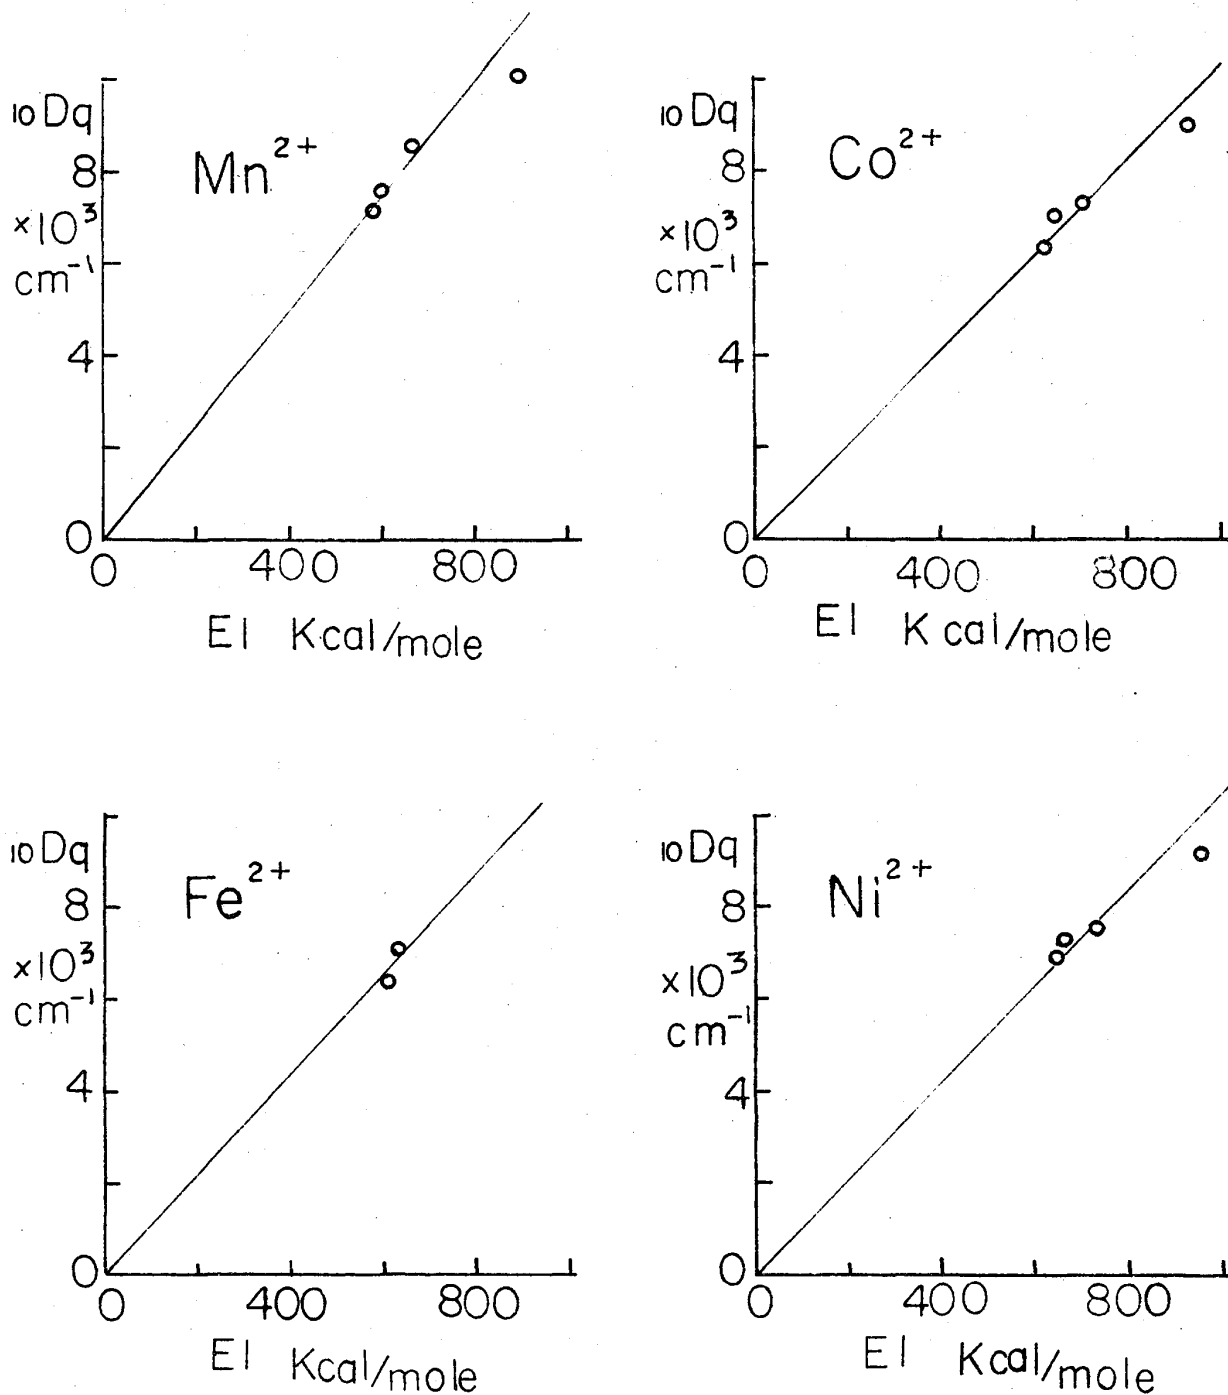 10Dq
Mn2+
8
×10³
cm⁻¹
4
0
0 400 800
El Kcal/mole
10Dq
Co2+
8
×10³
cm⁻¹
4
0
0 400 800
El Kcal/mole
10Dq
Fe2+
8
×10³
cm⁻¹
4
0
0 400 800
El Kcal/mole
10Dq
Ni2+
8
×10³
cm⁻¹
4
0
0 400 800
El Kcal/mole